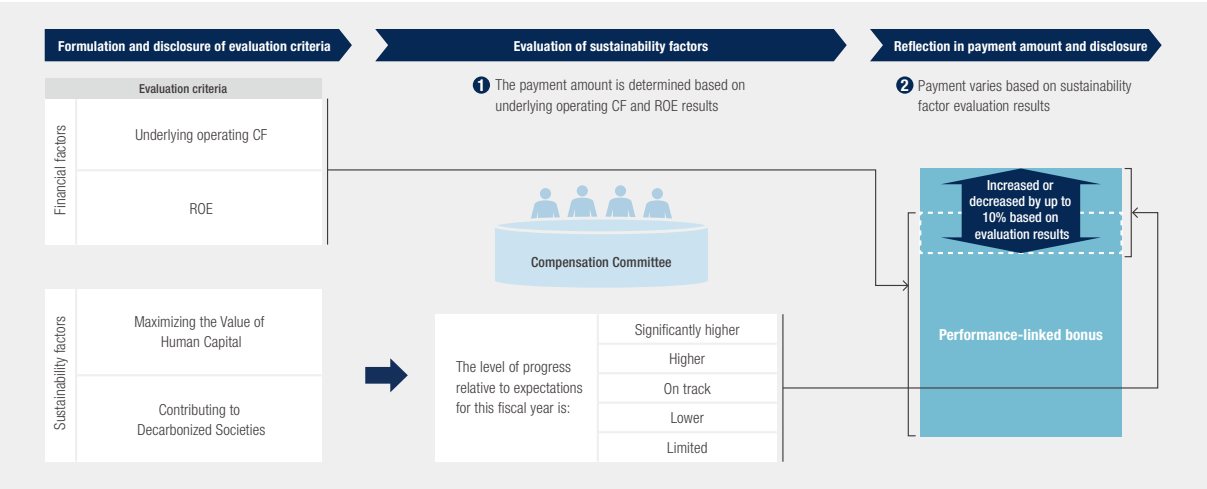 Formulation and disclosure of evaluation criteria
Evaluation of sustainability factors
Reflection in payment amount and disclosure
Evaluation criteria
Financial factors
Underlying operating CF
ROE
Sustainability factors
Maximizing the Value of
Human Capital
Contributing to
Decarbonized Societies
1 The payment amount is determined based on
underlying operating CF and ROE results
Compensation Committee
The level of progress
relative to expectations
for this fiscal year is:
Significantly higher
Higher
On track
Lower
Limited
2 Payment varies based on sustainability
factor evaluation results
Increased or
decreased by up to
10% based on
evaluation results
Performance-linked bonus